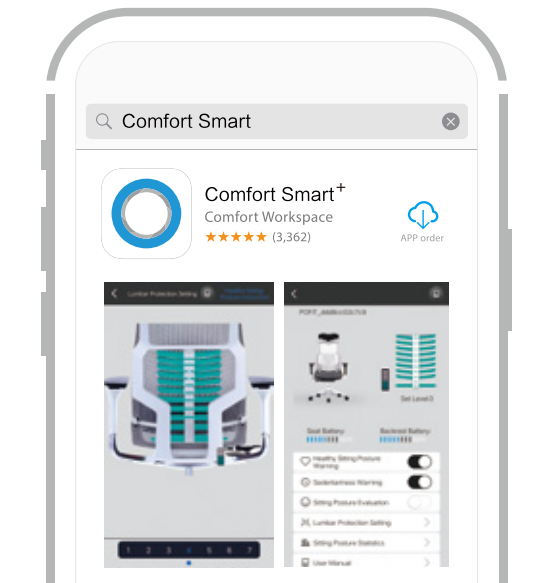 Comfort Smart
Comfort Smart+
Comfort Workspace
(3,362)
APP order
Lumbar Protection Setting
Set Level:0
Seat Battery:
Backrest Battery:
Healthy Sitting Posture
Warning
Sedentariness Warning
Sitting Posture Evaluation
Lumbar Protection Setting
Sitting Posture Statistics
User Manual
1 2 3 4 5 6 7